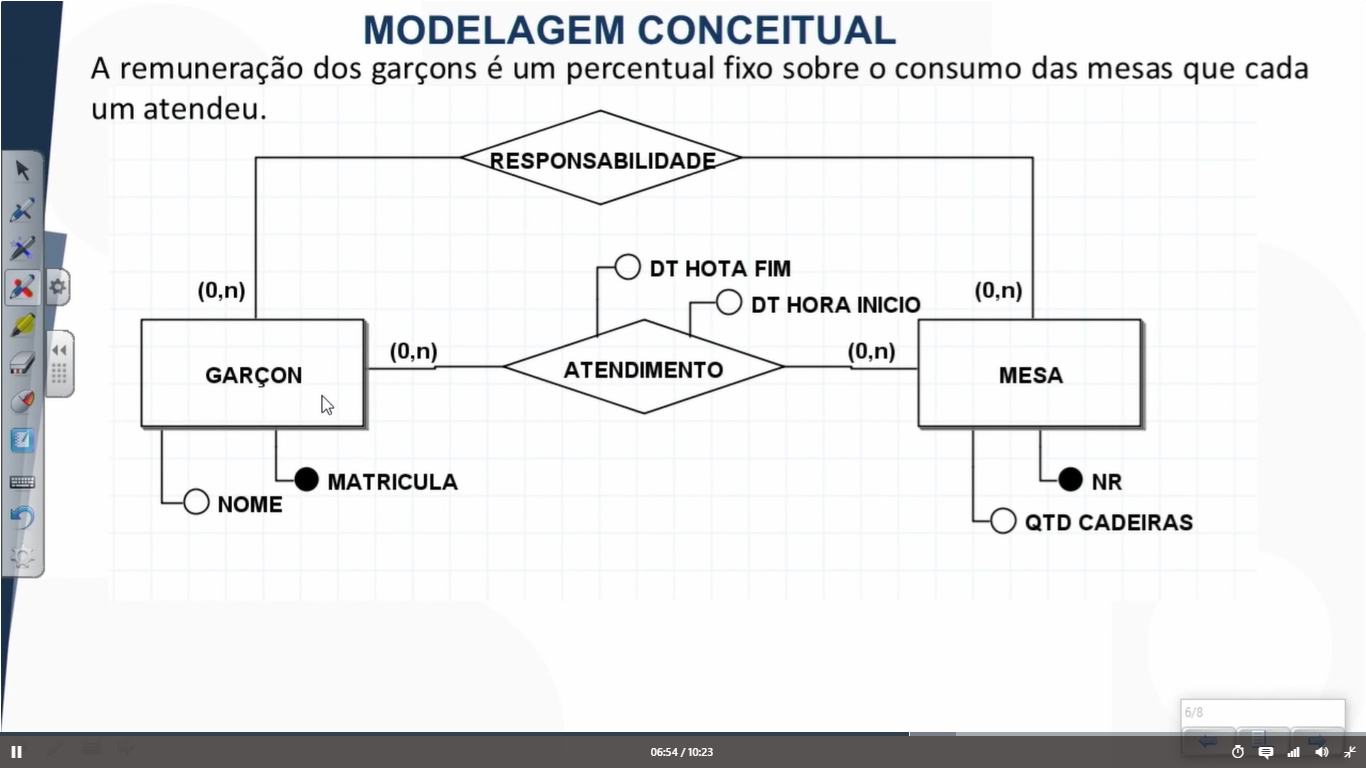 MODELAGEM CONCEITUAL
A remuneração dos garçons é um percentual fixo sobre o consumo das mesas que cada
um atendeu.
RESPONSABILIDADE
DT HOTA FIM
(0,n)
(0,n)
DT HORA INICIO
(0,n)
(0,n)
GARÇON
ATENDIMENTO
MESA
MATRICULA
NR
NOME
QTD CADEIRAS
6/8
06:54 / 10:23